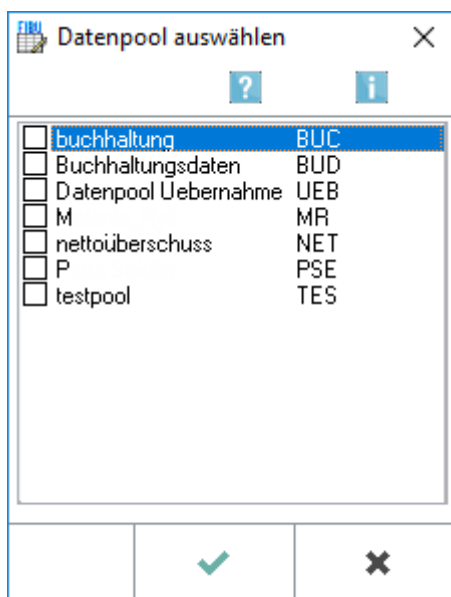 FIBU Datenpool auswählen
? i
buchhaltung BUC
Buchhaltungsdaten BUD
Datenpool Uebernahme UEB
M MR
nettoüberschuss NET
P PSE
testpool TES